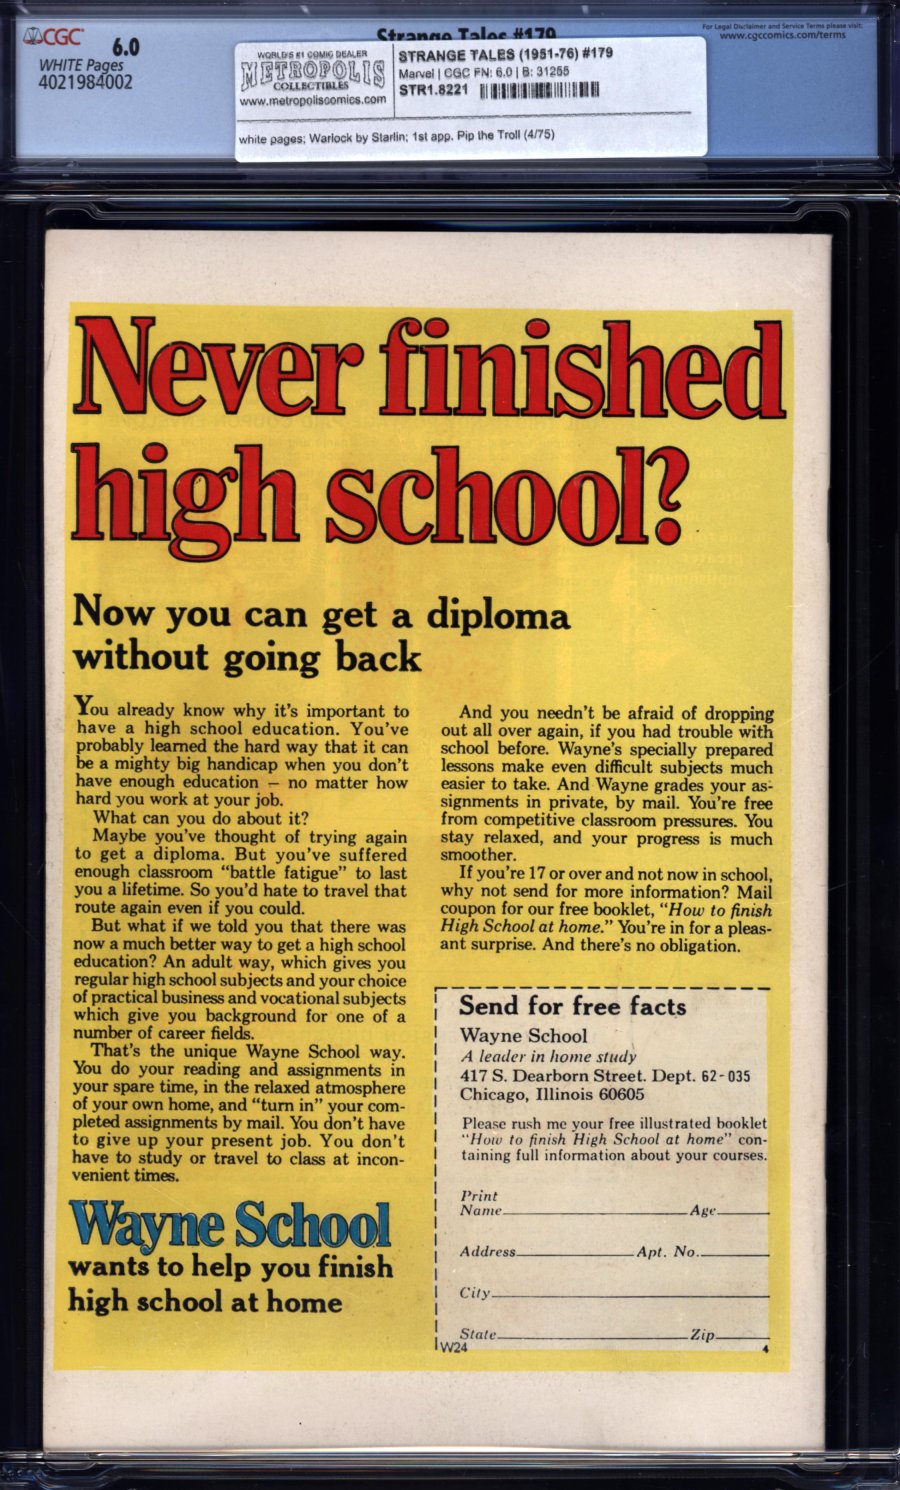 CGC
6.0
WHITE Pages
4021984002
Strange Tales #179
For Legal Disclaimer and Service Terms please visit:
www.cgccomics.com/terms
WORLD'S #1 COMIC DEALER
METROPOLIS
COLLECTIBLES
www.metropoliscomics.com
STRANGE TALES (1951-76) #179
Marvel | CGC FN: 6.0 | B: 31255
STR1.8221
white pages; Warlock by Starlin; 1st app. Pip the Troll (4/75)
Never finished
high school?
Now you can get a diploma
without going back
You already know why it's important to
have a high school education. You've
probably learned the hard way that it can
be a mighty big handicap when you don't
have enough education – no matter how
hard you work at your job.
What can you do about it?
Maybe you've thought of trying again
to get a diploma. But you've suffered
enough classroom "battle fatigue" to last
you a lifetime. So you'd hate to travel that
route again even if you could.
But what if we told you that there was
now a much better way to get a high school
education? An adult way, which gives you
regular high school subjects and your choice
of practical business and vocational subjects
which give you background for one of a
number of career fields.
That's the unique Wayne School way.
You do your reading and assignments in
your spare time, in the relaxed atmosphere
of your own home, and "turn in" your com-
pleted assignments by mail. You don't have
to give up your present job. You don't
have to study or travel to class at incon-
venient times.
Wayne School
wants to help you finish
high school at home
And you needn't be afraid of dropping
out all over again, if you had trouble with
school before. Wayne's specially prepared
lessons make even difficult subjects much
easier to take. And Wayne grades your as-
signments in private, by mail. You're free
from competitive classroom pressures. You
stay relaxed, and your progress is much
smoother.
If you're 17 or over and not now in school,
why not send for more information? Mail
coupon for our free booklet, "How to finish
High School at home." You're in for a pleas-
ant surprise. And there's no obligation.
Send for free facts
Wayne School
A leader in home study
417 S. Dearborn Street. Dept. 62-035
Chicago, Illinois 60605
Please rush me your free illustrated booklet
"How to finish High School at home" con-
taining full information about your courses.
Print
Name Age
Address Apt. No.
City
State Zip
W24 4